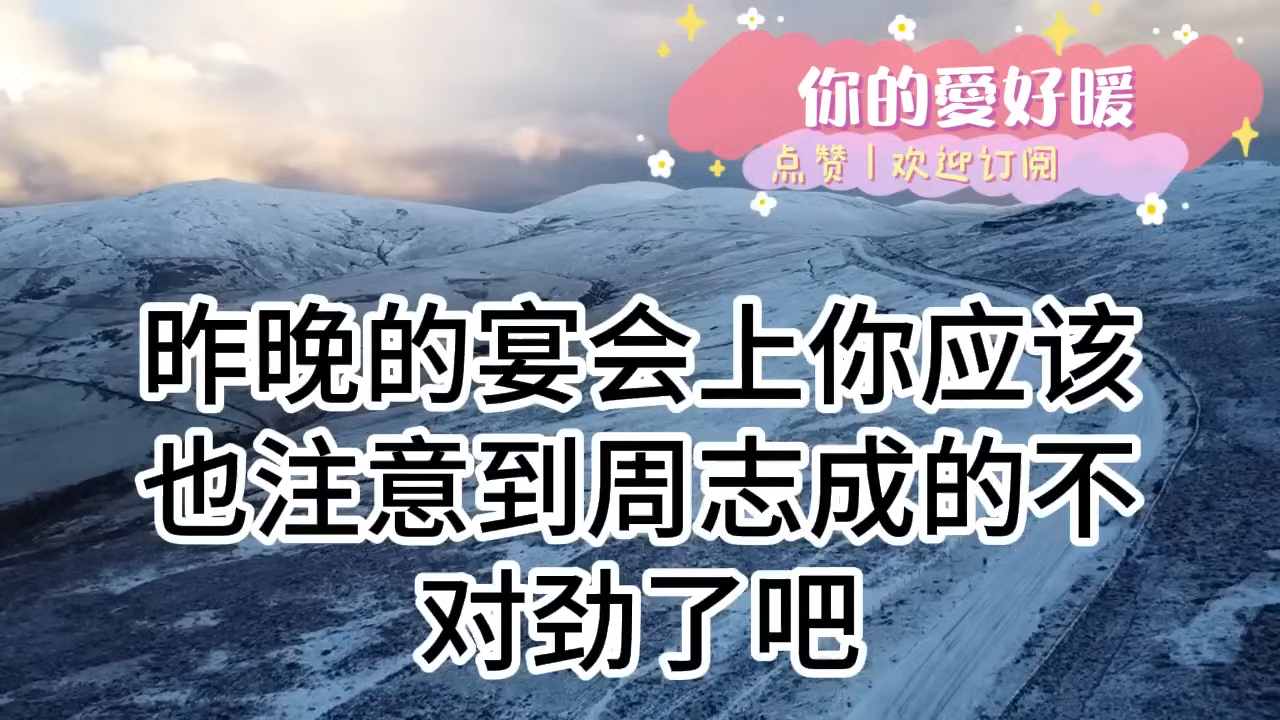 你的愛好暖
点赞 | 欢迎订阅
昨晚的宴会上你应该
也注意到周志成的不
对劲了吧